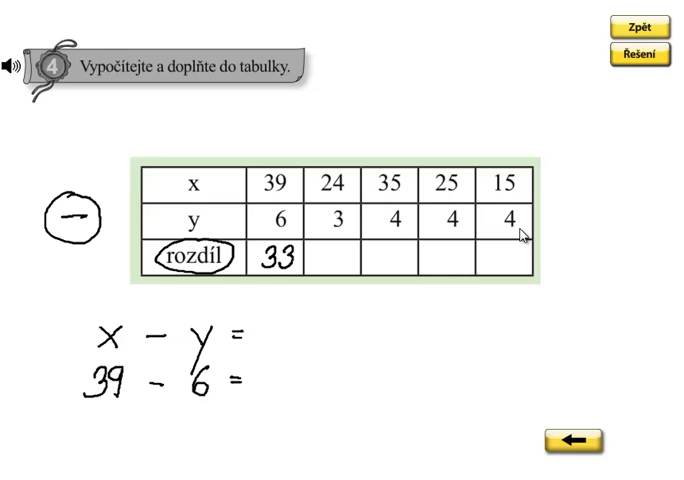 Zpět
Řešení
4 Vypočítejte a doplňte do tabulky.
x 39 24 35 25 15
y 6 3 4 4 4
rozdíl 33
−
x − y =
39 − 6 =